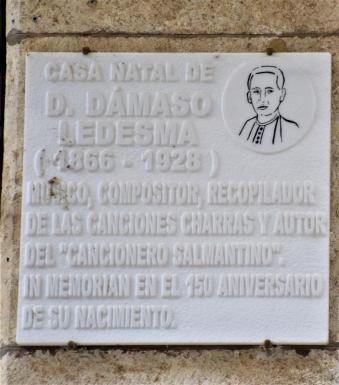 CASA NATAL DE
D. DÁMASO
LEDESMA
( 1866 - 1928 )
MÚSICO, COMPOSITOR, RECOPILADOR
DE LAS CANCIONES CHARRAS Y AUTOR
DEL "CANCIONERO SALMANTINO".
IN MEMORIAN EN EL 150 ANIVERSARIO
DE SU NACIMIENTO.